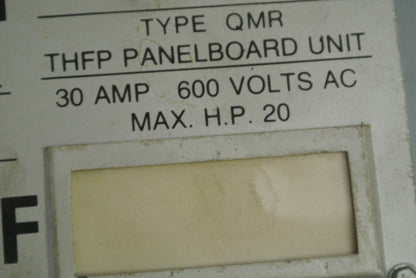 TYPE QMR
THFP PANELBOARD UNIT
30 AMP 600 VOLTS AC
MAX. H.P. 20
F